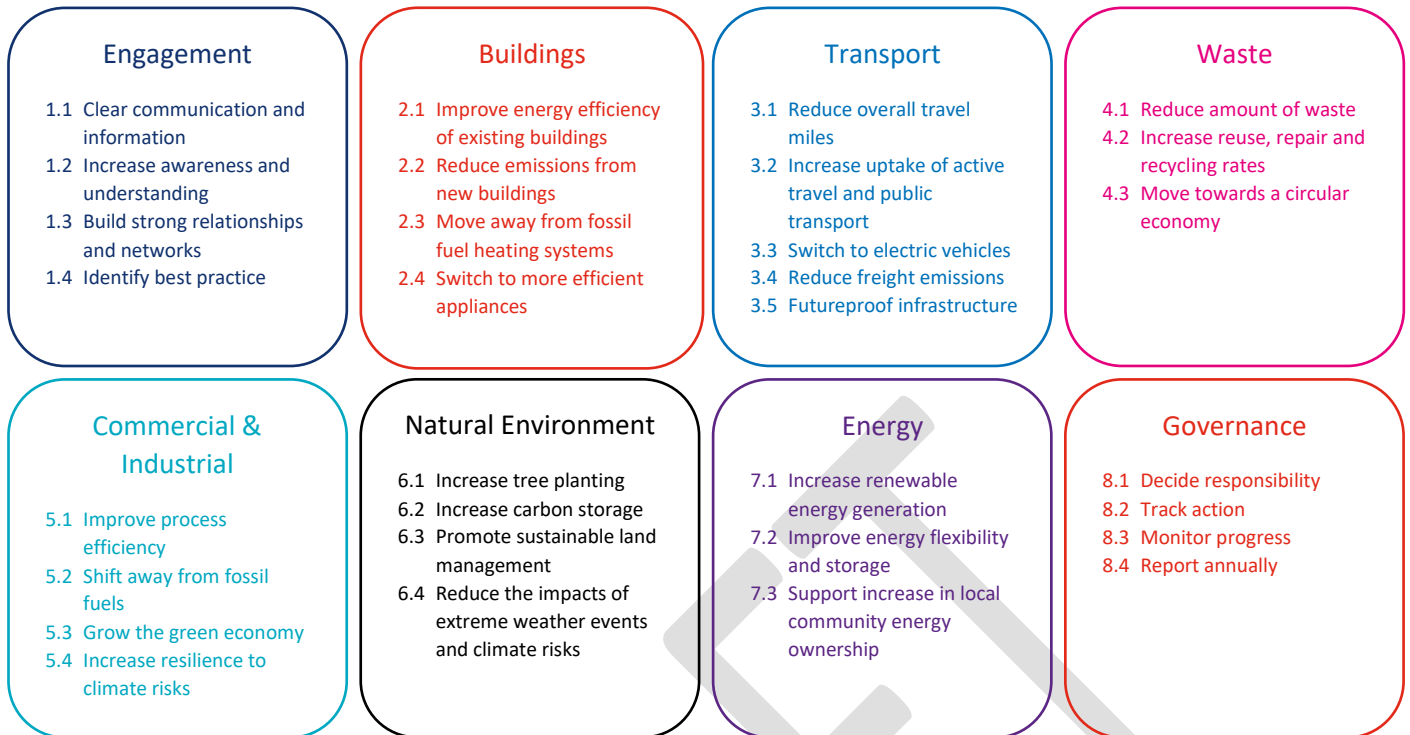 Engagement
1.1 Clear communication and
information
1.2 Increase awareness and
understanding
1.3 Build strong relationships
and networks
1.4 Identify best practice
Buildings
2.1 Improve energy efficiency
of existing buildings
2.2 Reduce emissions from
new buildings
2.3 Move away from fossil
fuel heating systems
2.4 Switch to more efficient
appliances
Transport
3.1 Reduce overall travel
miles
3.2 Increase uptake of active
travel and public
transport
3.3 Switch to electric vehicles
3.4 Reduce freight emissions
3.5 Futureproof infrastructure
Waste
4.1 Reduce amount of waste
4.2 Increase reuse, repair and
recycling rates
4.3 Move towards a circular
economy
Commercial &
Industrial
5.1 Improve process
efficiency
5.2 Shift away from fossil
fuels
5.3 Grow the green economy
5.4 Increase resilience to
climate risks
Natural Environment
6.1 Increase tree planting
6.2 Increase carbon storage
6.3 Promote sustainable land
management
6.4 Reduce the impacts of
extreme weather events
and climate risks
Energy
7.1 Increase renewable
energy generation
7.2 Improve energy flexibility
and storage
7.3 Support increase in local
community energy
ownership
Governance
8.1 Decide responsibility
8.2 Track action
8.3 Monitor progress
8.4 Report annually